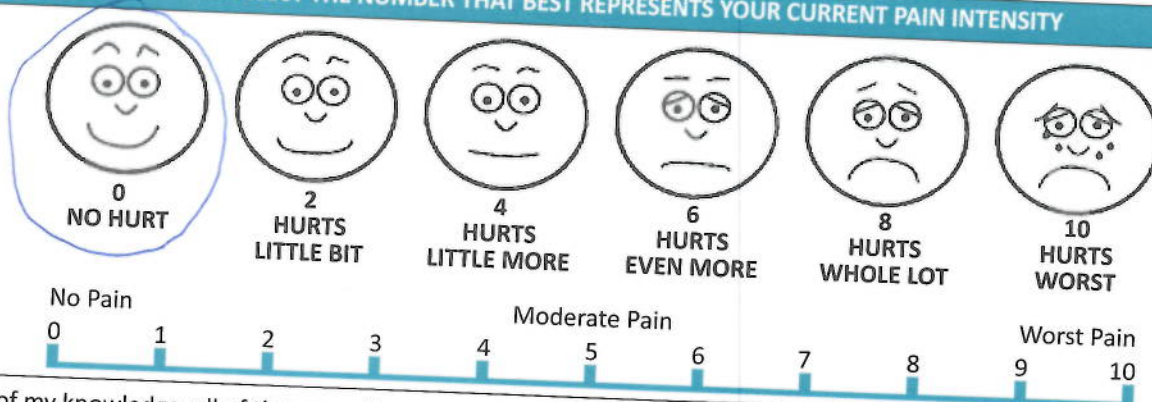 THE NUMBER THAT BEST REPRESENTS YOUR CURRENT PAIN INTENSITY
0
NO HURT
2
HURTS
LITTLE BIT
4
HURTS
LITTLE MORE
6
HURTS
EVEN MORE
8
HURTS
WHOLE LOT
10
HURTS
WORST
No Pain
Moderate Pain
Worst Pain
0 1 2 3 4 5 6 7 8 9 10
of my knowledge